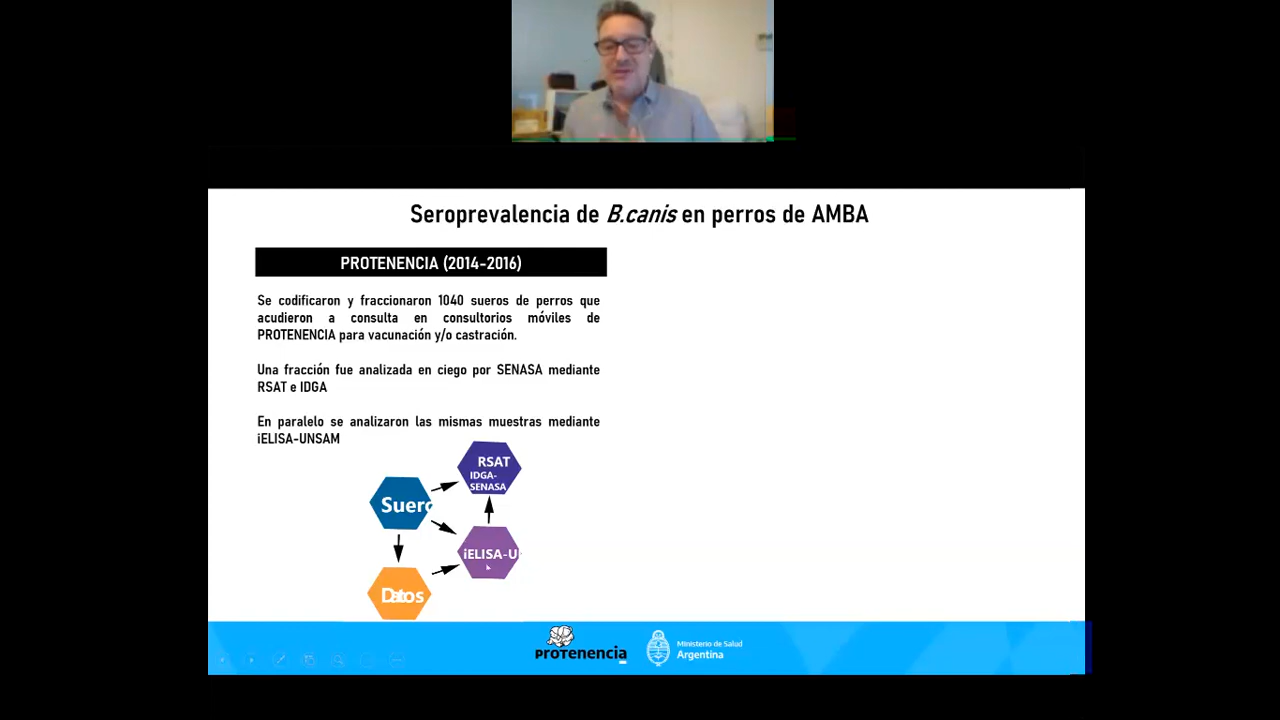 Seroprevalencia de B.canis en perros de AMBA
PROTENENCIA (2014-2016)
Se codificaron y fraccionaron 1040 sueros de perros que
acudieron a consulta en consultorios móviles de
PROTENENCIA para vacunación y/o castración.
Una fracción fue analizada en ciego por SENASA mediante
RSAT e IDGA
En paralelo se analizaron las mismas muestras mediante
iELISA-UNSAM
RSAT
IDGA-
SENASA
Suero
iELISA-U
Datos
PROTENENCIA
Ministerio de Salud
Argentina